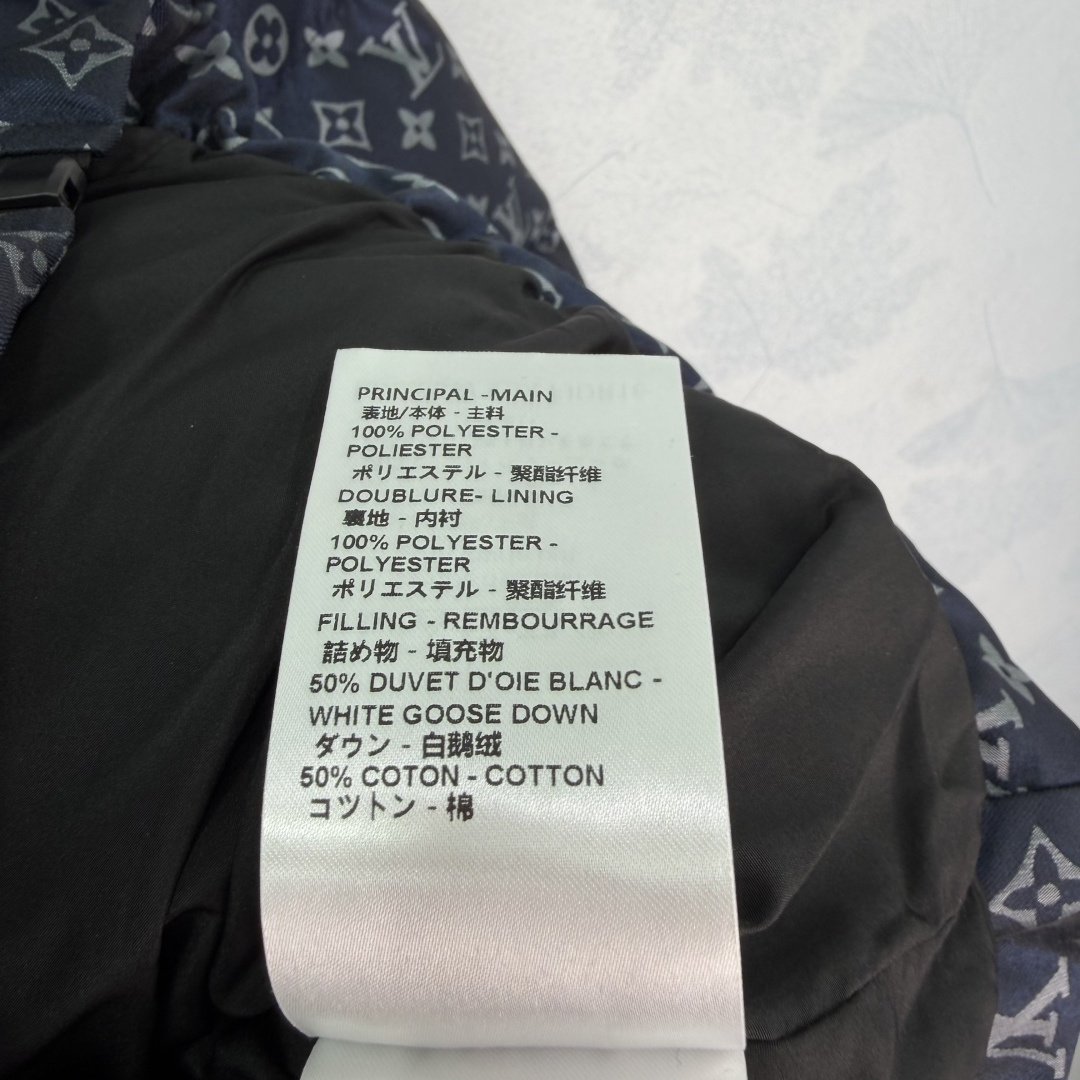 PRINCIPAL -MAIN
表地/本体 - 主料
100% POLYESTER -
POLIESTER
ポリエステル - 聚酯纤维
DOUBLURE- LINING
裏地 - 内衬
100% POLYESTER -
POLYESTER
ポリエステル - 聚酯纤维
FILLING - REMBOURRAGE
詰め物 - 填充物
50% DUVET D'OIE BLANC -
WHITE GOOSE DOWN
ダウン - 白鹅绒
50% COTON - COTTON
コツトン - 棉